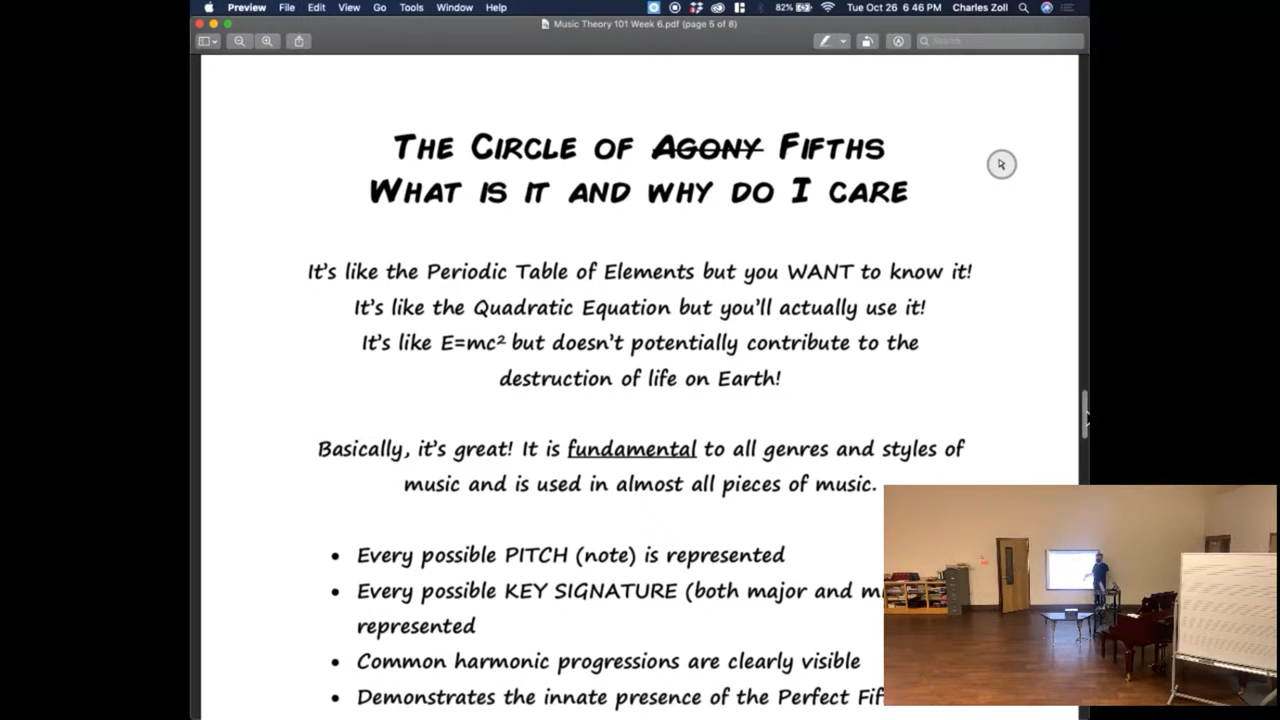 Preview File Edit View Go Tools Window Help 82% Tue Oct 26 6:46 PM Charles Zoll
Music Theory 101 Week 6.pdf (page 5 of 8)
Search
The Circle of Agony Fifths
What is it and why do I care
It's like the Periodic Table of Elements but you WANT to know it!
It's like the Quadratic Equation but you'll actually use it!
It's like E=mc² but doesn't potentially contribute to the
destruction of life on Earth!
Basically, it's great! It is fundamental to all genres and styles of
music and is used in almost all pieces of music.
• Every possible PITCH (note) is represented
• Every possible KEY SIGNATURE (both major and
represented
• Common harmonic progressions are clearly visible
• Demonstrates the innate presence of the Perfect